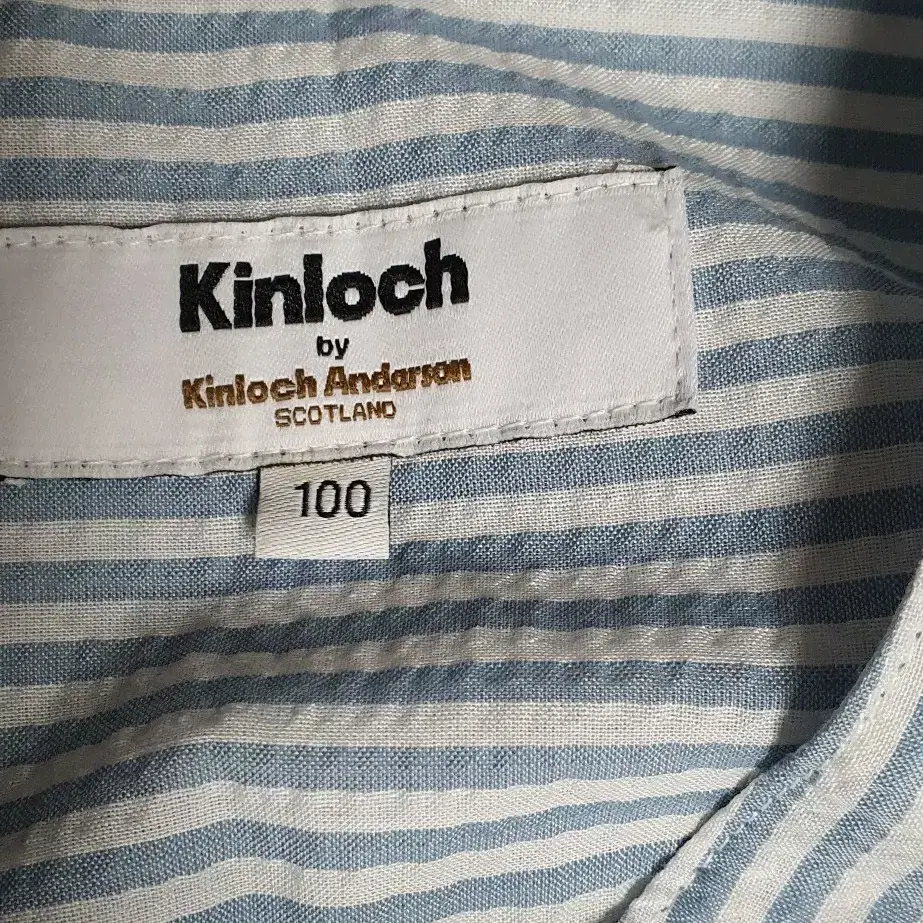 Kinloch
by
Kinloch Anderson
SCOTLAND
100